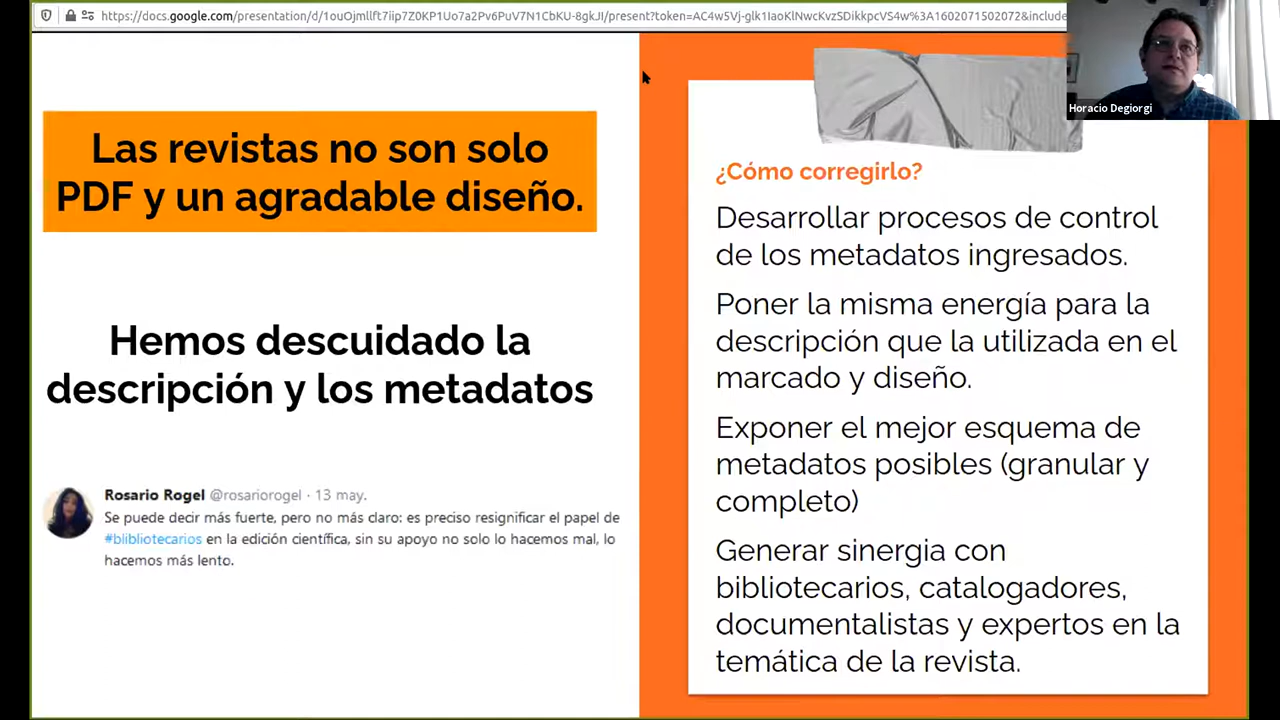 https://docs.google.com/presentation/d/1ouOjmllft7iip7Z0KP1Uo7a2Pv6PuV7N1CbKU-8gkJI/present?token=AC4w5Vj-glk1IaoKlNwcKvzSDikkpcVS4w%3A1602071502072&include
Horacio Degiorgi
Las revistas no son solo
PDF y un agradable diseño.
Hemos descuidado la
descripción y los metadatos
Rosario Rogel @rosariorogel · 13 may.
Se puede decir más fuerte, pero no más claro: es preciso resignificar el papel de
#blibliotecarios en la edición científica, sin su apoyo no solo lo hacemos mal, lo
hacemos más lento.
¿Cómo corregirlo?
Desarrollar procesos de control
de los metadatos ingresados.
Poner la misma energía para la
descripción que la utilizada en el
marcado y diseño.
Exponer el mejor esquema de
metadatos posibles (granular y
completo)
Generar sinergia con
bibliotecarios, catalogadores,
documentalistas y expertos en la
temática de la revista.